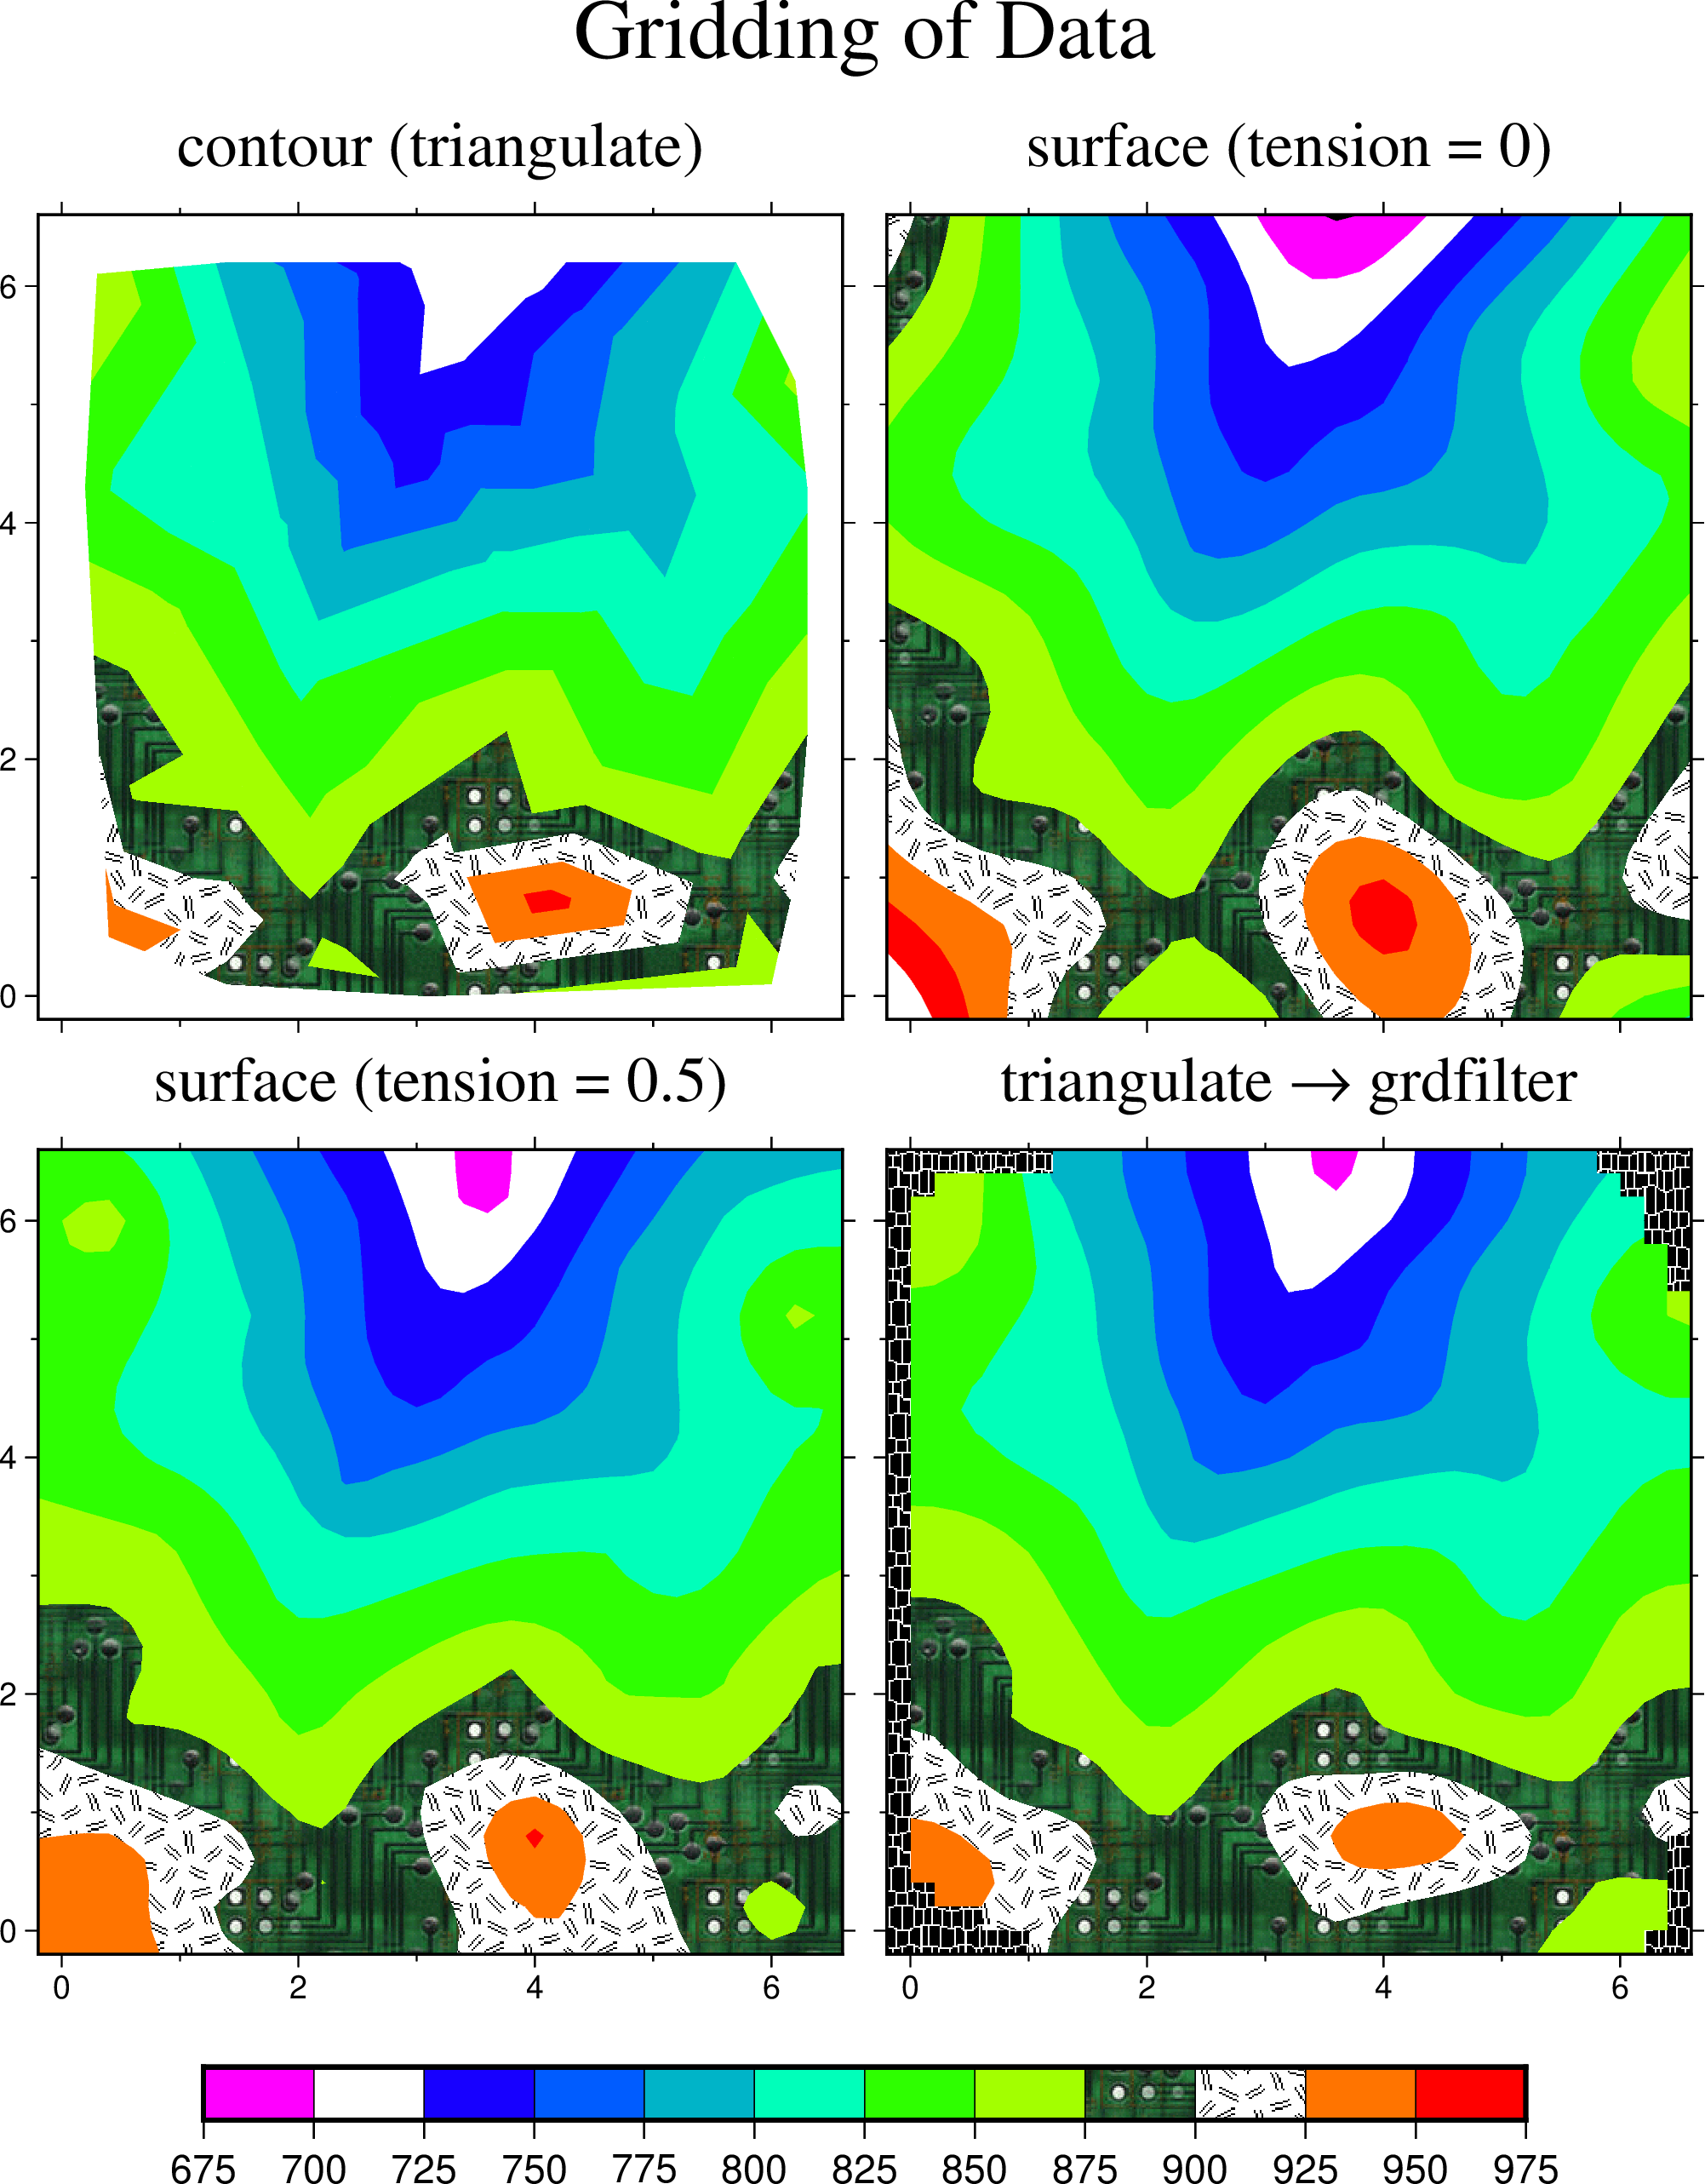 Gridding of Data
contour (triangulate)
surface (tension = 0)
6
4
2
0
surface (tension = 0.5)
triangulate → grdfilter
6
4
2
0
0 2 4 6
0 2 4 6
675 700 725 750 775 800 825 850 875 900 925 950 975